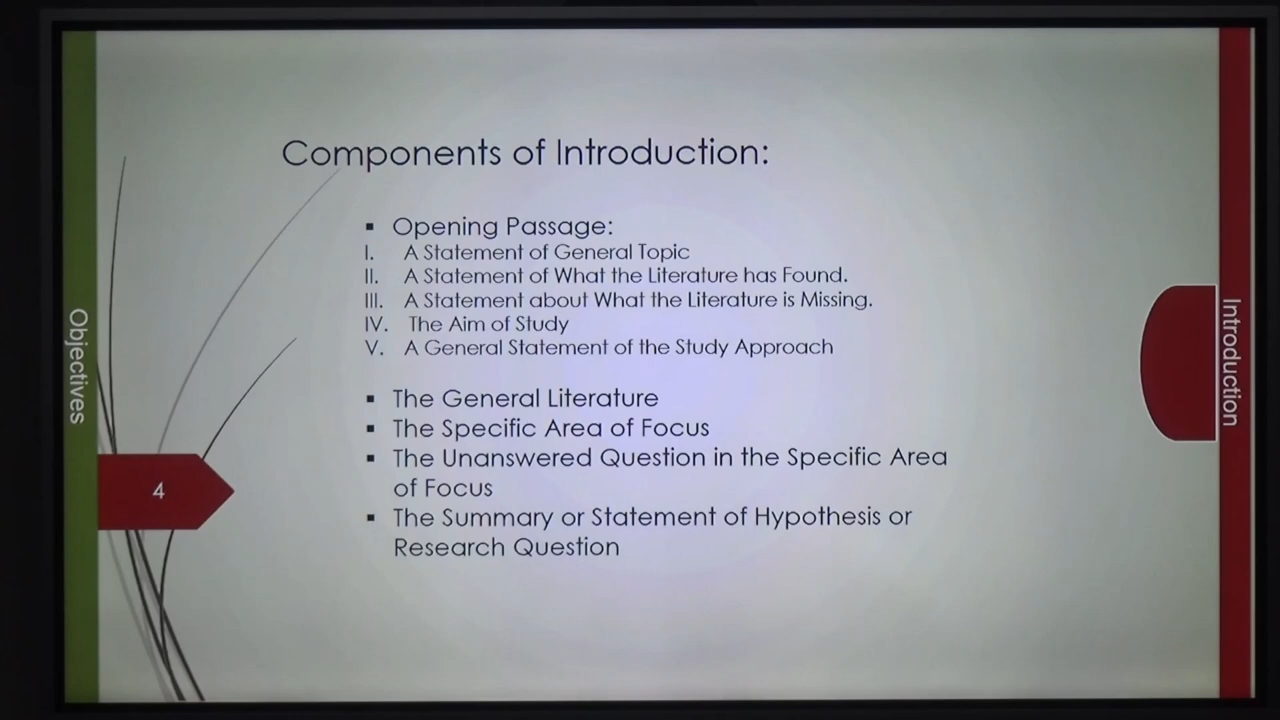 Components of Introduction:
▪ Opening Passage:
I. A Statement of General Topic
II. A Statement of What the Literature has Found.
III. A Statement about What the Literature is Missing.
IV. The Aim of Study
V. A General Statement of the Study Approach
▪ The General Literature
▪ The Specific Area of Focus
▪ The Unanswered Question in the Specific Area
of Focus
▪ The Summary or Statement of Hypothesis or
Research Question
Objectives
4
Introduction